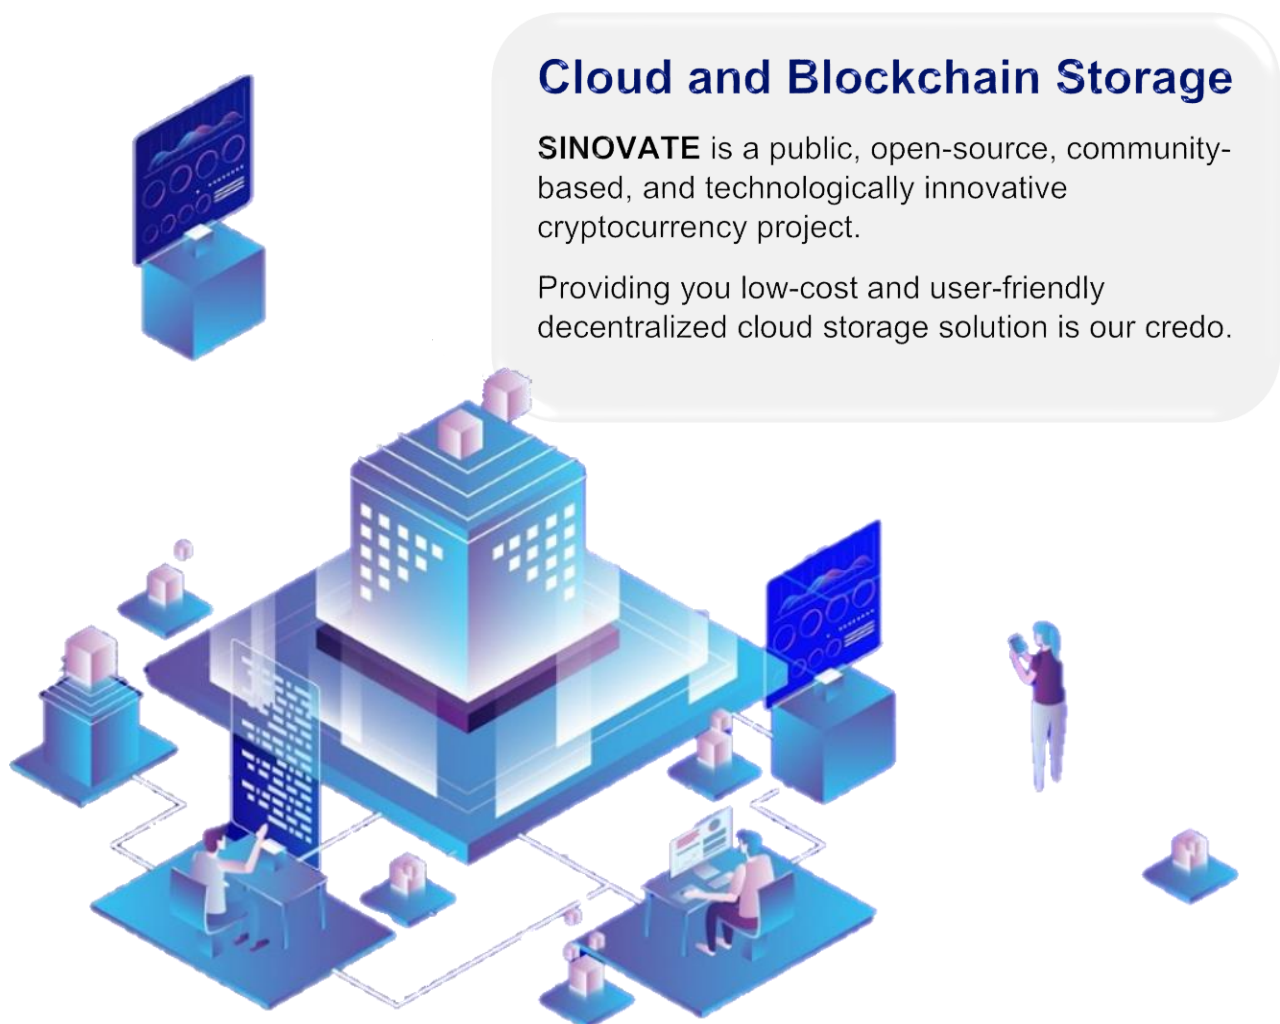 Cloud and Blockchain Storage
SINOVATE is a public, open-source, community-
based, and technologically innovative
cryptocurrency project.
Providing you low-cost and user-friendly
decentralized cloud storage solution is our credo.